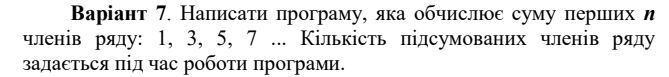 Варіант 7. Написати програму, яка обчислює суму перших n
членів ряду: 1, 3, 5, 7 ... Кількість підсумованих членів ряду
задається під час роботи програми.